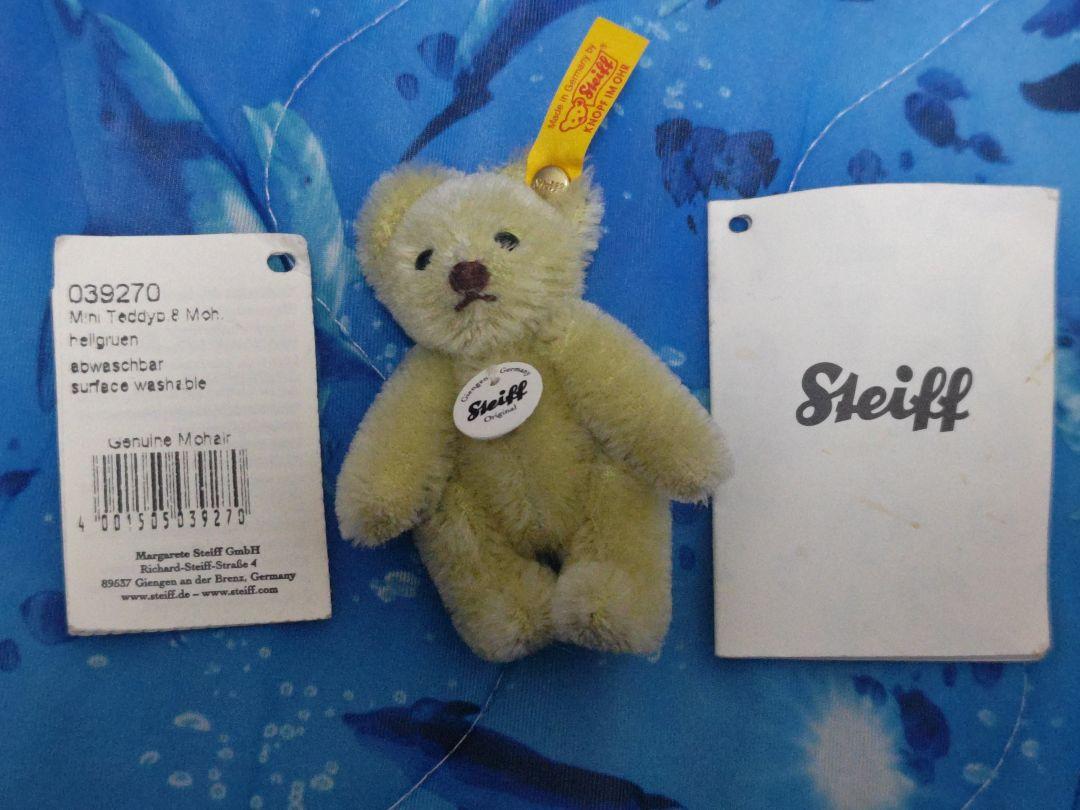 039270
Mini Teddyb.8 Moh.
hellgruen
abwaschbar
surface washable
Genuine Mohair
4 001505 039270
Margarete Steiff GmbH
Richard-Steiff-Straße 4
89537 Giengen an der Brenz, Germany
www.steiff.de – www.steiff.com
Made in Germany by
Steiff®
KNOPF IM OHR
Steiff
Giengen Germany
Steiff
Original
Steiff